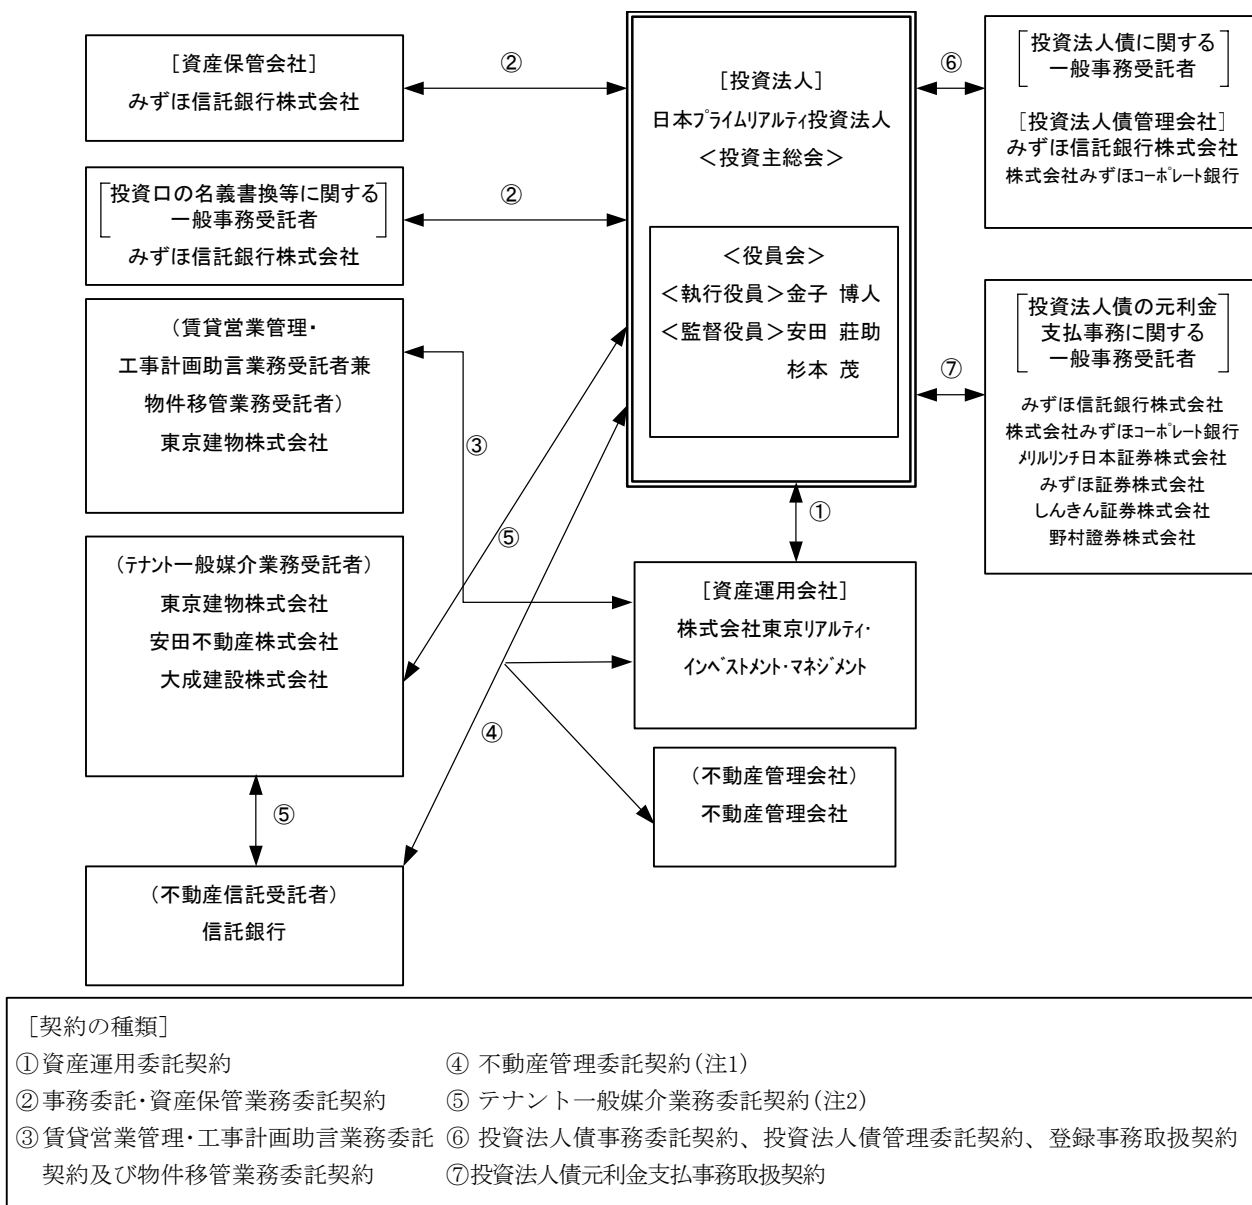 [資産保管会社]
みずほ信託銀行株式会社
②
[投資口の名義書換等に関する
一般事務受託者]
みずほ信託銀行株式会社
②
(賃貸営業管理・
工事計画助言業務受託者兼
物件移管業務受託者)
東京建物株式会社
③
(テナント一般媒介業務受託者)
東京建物株式会社
安田不動産株式会社
大成建設株式会社
⑤
④
⑤
(不動産信託受託者)
信託銀行
[投資法人]
日本プライムリアルティ投資法人
<投資主総会>
<役員会>
<執行役員>金子 博人
<監督役員>安田 莊助
杉本 茂
①
[資産運用会社]
株式会社東京リアルティ・
インベストメント・マネジメント
(不動産管理会社)
不動産管理会社
⑥
[投資法人債に関する
一般事務受託者]
[投資法人債管理会社]
みずほ信託銀行株式会社
株式会社みずほコーポレート銀行
⑦
[投資法人債の元利金
支払事務に関する
一般事務受託者]
みずほ信託銀行株式会社
株式会社みずほコーポレート銀行
メリルリンチ日本証券株式会社
みずほ証券株式会社
しんきん証券株式会社
野村證券株式会社
[契約の種類]
①資産運用委託契約
②事務委託・資産保管業務委託契約
③賃貸営業管理・工事計画助言業務委託
契約及び物件移管業務委託契約
④ 不動産管理委託契約(注1)
⑤ テナント一般媒介業務委託契約(注2)
⑥ 投資法人債事務委託契約、投資法人債管理委託契約、登録事務取扱契約
⑦投資法人債元利金支払事務取扱契約